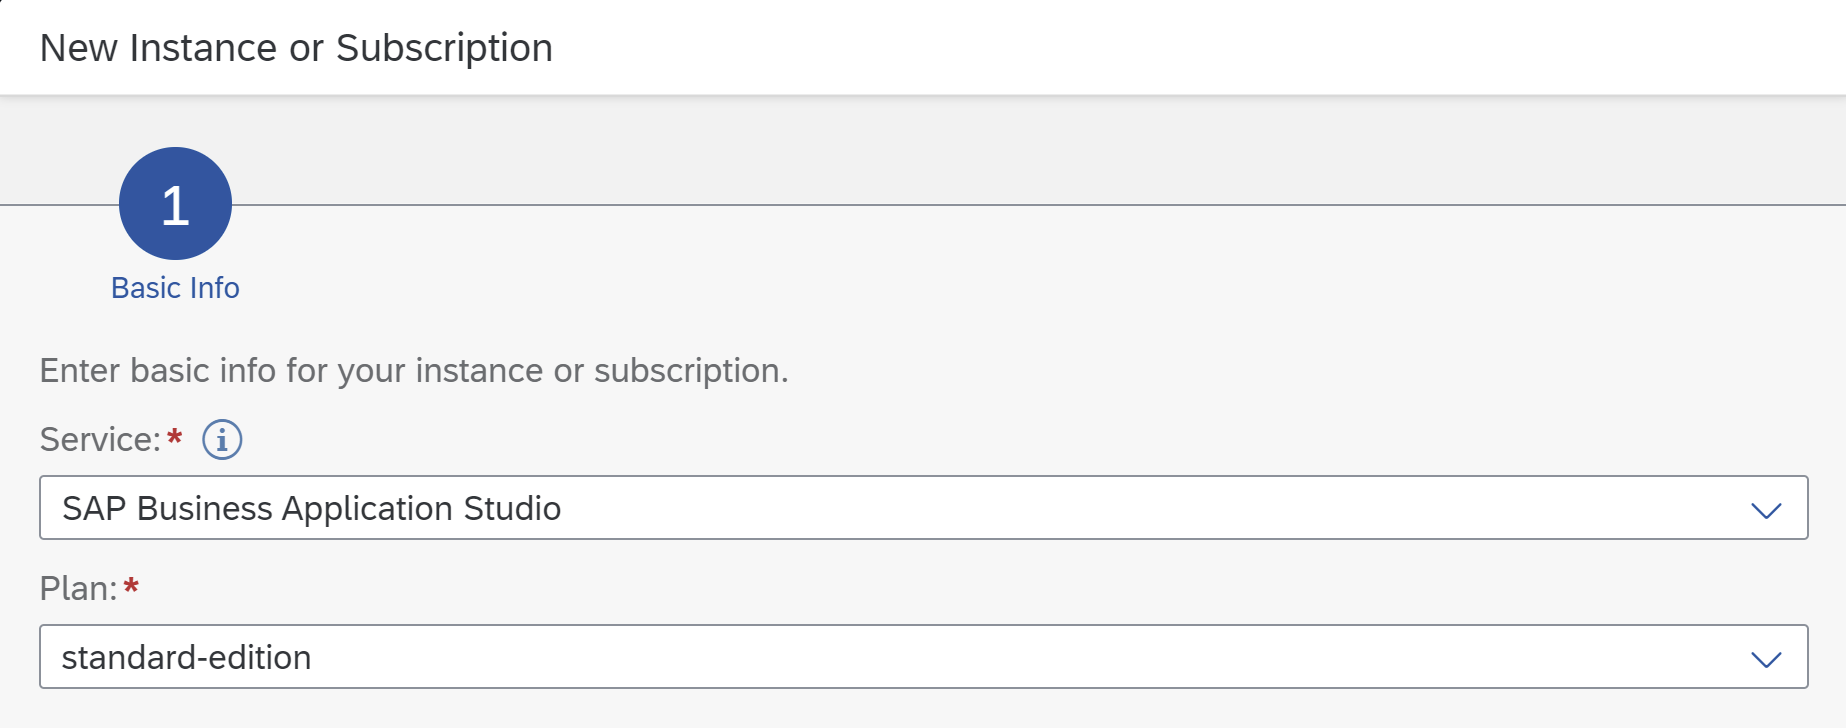 New Instance or Subscription
1
Basic Info
Enter basic info for your instance or subscription.
Service:*
SAP Business Application Studio
Plan:*
standard-edition